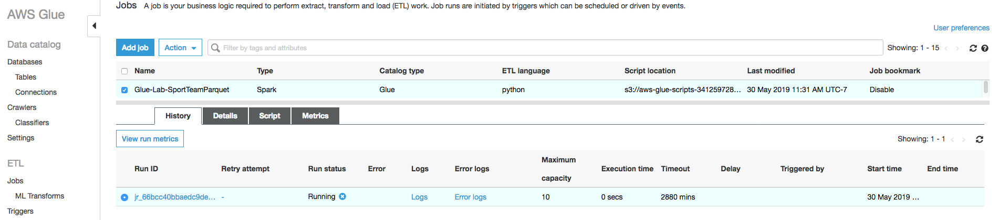 AWS Glue
Data catalog
Databases
Tables
Connections
Crawlers
Classifiers
Settings
ETL
Jobs
ML Transforms
Triggers
Jobs A job is your business logic required to perform extract, transform and load (ETL) work. Job runs are initiated by triggers which can be scheduled or driven by events.
User preferences
Add job Action Filter by tags and attributes Showing: 1 - 15
Name Type Catalog type ETL language Script location Last modified Job bookmark
Glue-Lab-SportTeamParquet Spark Glue python s3://aws-glue-scripts-341259728... 30 May 2019 11:31 AM UTC-7 Disable
History Details Script Metrics
View run metrics Showing: 1 - 1
Run ID Retry attempt Run status Error Logs Error logs Maximum capacity Execution time Timeout Delay Triggered by Start time End time
jr_66bcc40bbaedc9de... - Running Logs Error logs 10 0 secs 2880 mins 30 May 2019 ...